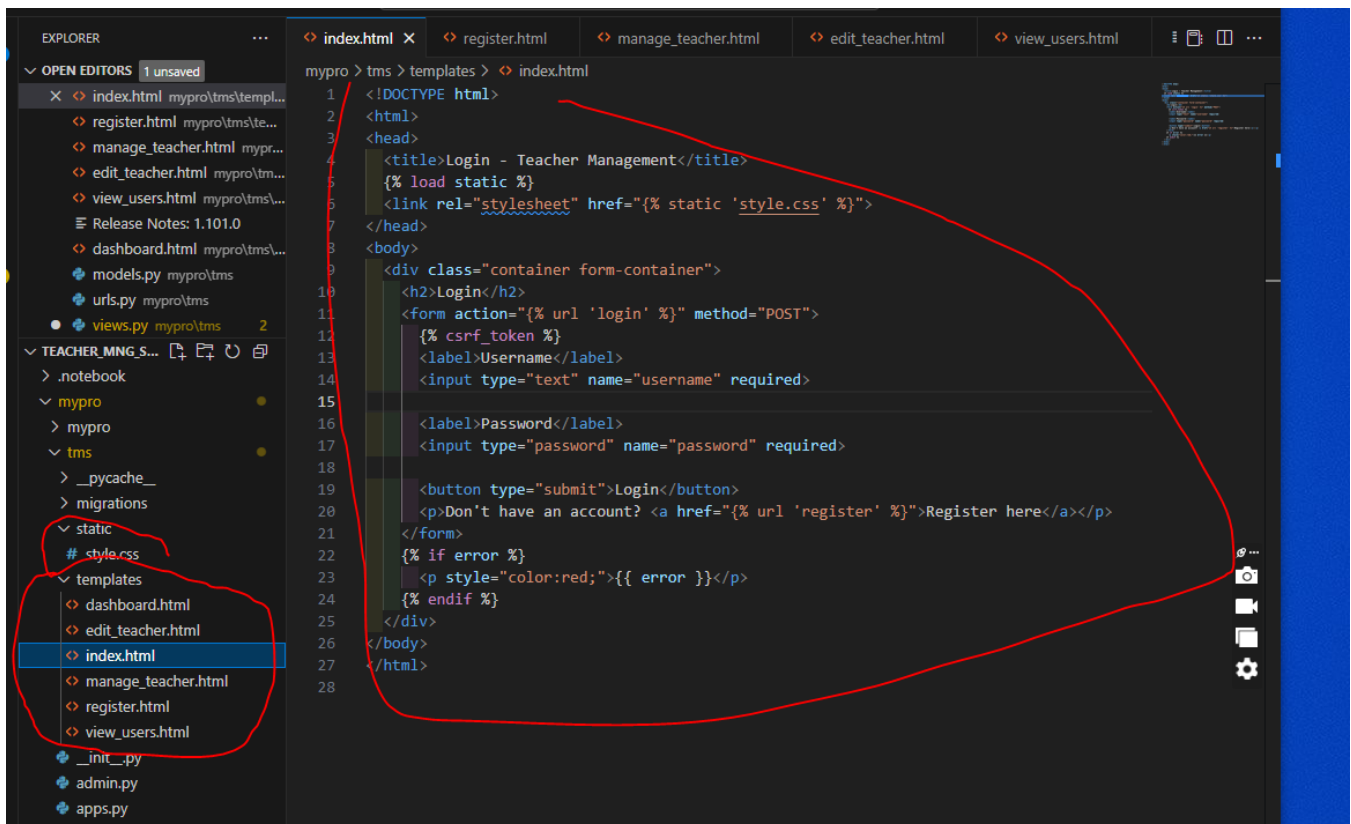 EXPLORER
OPEN EDITORS 1 unsaved
index.html mypro\tms\templ...
register.html mypro\tms\te...
manage_teacher.html mypr...
edit_teacher.html mypro\tm...
view_users.html mypro\tms\...
Release Notes: 1.101.0
dashboard.html mypro\tms\...
models.py mypro\tms
urls.py mypro\tms
views.py mypro\tms 2
TEACHER_MNG_S...
.notebook
mypro
mypro
tms
__pycache__
migrations
static
# style.css
templates
dashboard.html
edit_teacher.html
index.html
manage_teacher.html
register.html
view_users.html
__init__.py
admin.py
apps.py
index.html register.html manage_teacher.html edit_teacher.html view_users.html
mypro > tms > templates > index.html
1 <!DOCTYPE html>
2 <html>
3 <head>
4 <title>Login - Teacher Management</title>
5 {% load static %}
6 <link rel="stylesheet" href="{% static 'style.css' %}">
7 </head>
8 <body>
9 <div class="container form-container">
10 <h2>Login</h2>
11 <form action="{% url 'login' %}" method="POST">
12 {% csrf_token %}
13 <label>Username</label>
14 <input type="text" name="username" required>
15
16 <label>Password</label>
17 <input type="password" name="password" required>
18
19 <button type="submit">Login</button>
20 <p>Don't have an account? <a href="{% url 'register' %}">Register here</a></p>
21 </form>
22 {% if error %}
23 <p style="color:red;">{{ error }}</p>
24 {% endif %}
25 </div>
26 </body>
27 </html>
28